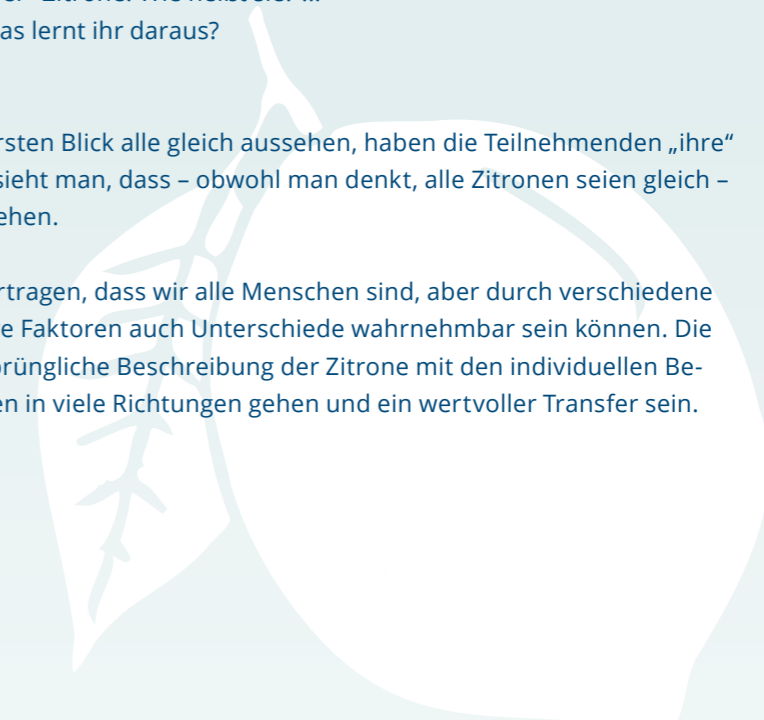 as lernt ihr daraus?
rsten Blick alle gleich aussehen, haben die Teilnehmenden „ihre“
sieht man, dass – obwohl man denkt, alle Zitronen seien gleich –
ehen.
rtragen, dass wir alle Menschen sind, aber durch verschiedene
e Faktoren auch Unterschiede wahrnehmbar sein können. Die
prüngliche Beschreibung der Zitrone mit den individuellen Be-
en in viele Richtungen gehen und ein wertvoller Transfer sein.